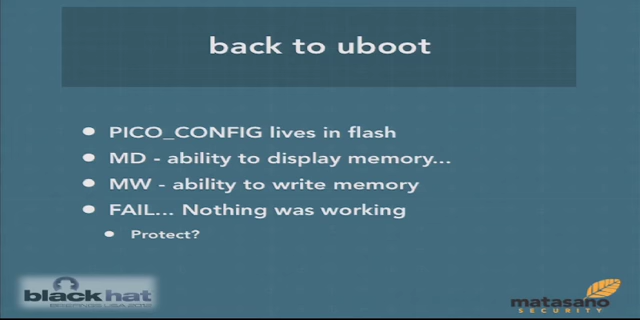 back to uboot
PICO_CONFIG lives in flash
MD - ability to display memory...
MW - ability to write memory
FAIL... Nothing was working
Protect?
black hat
matasano
SECURITY